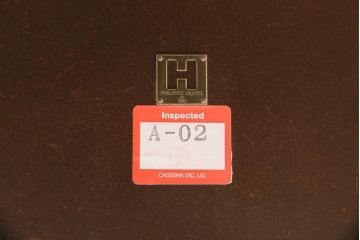 H
PHILIPPE HUREL
Inspected
A-02
CASSINA IXC. Ltd.